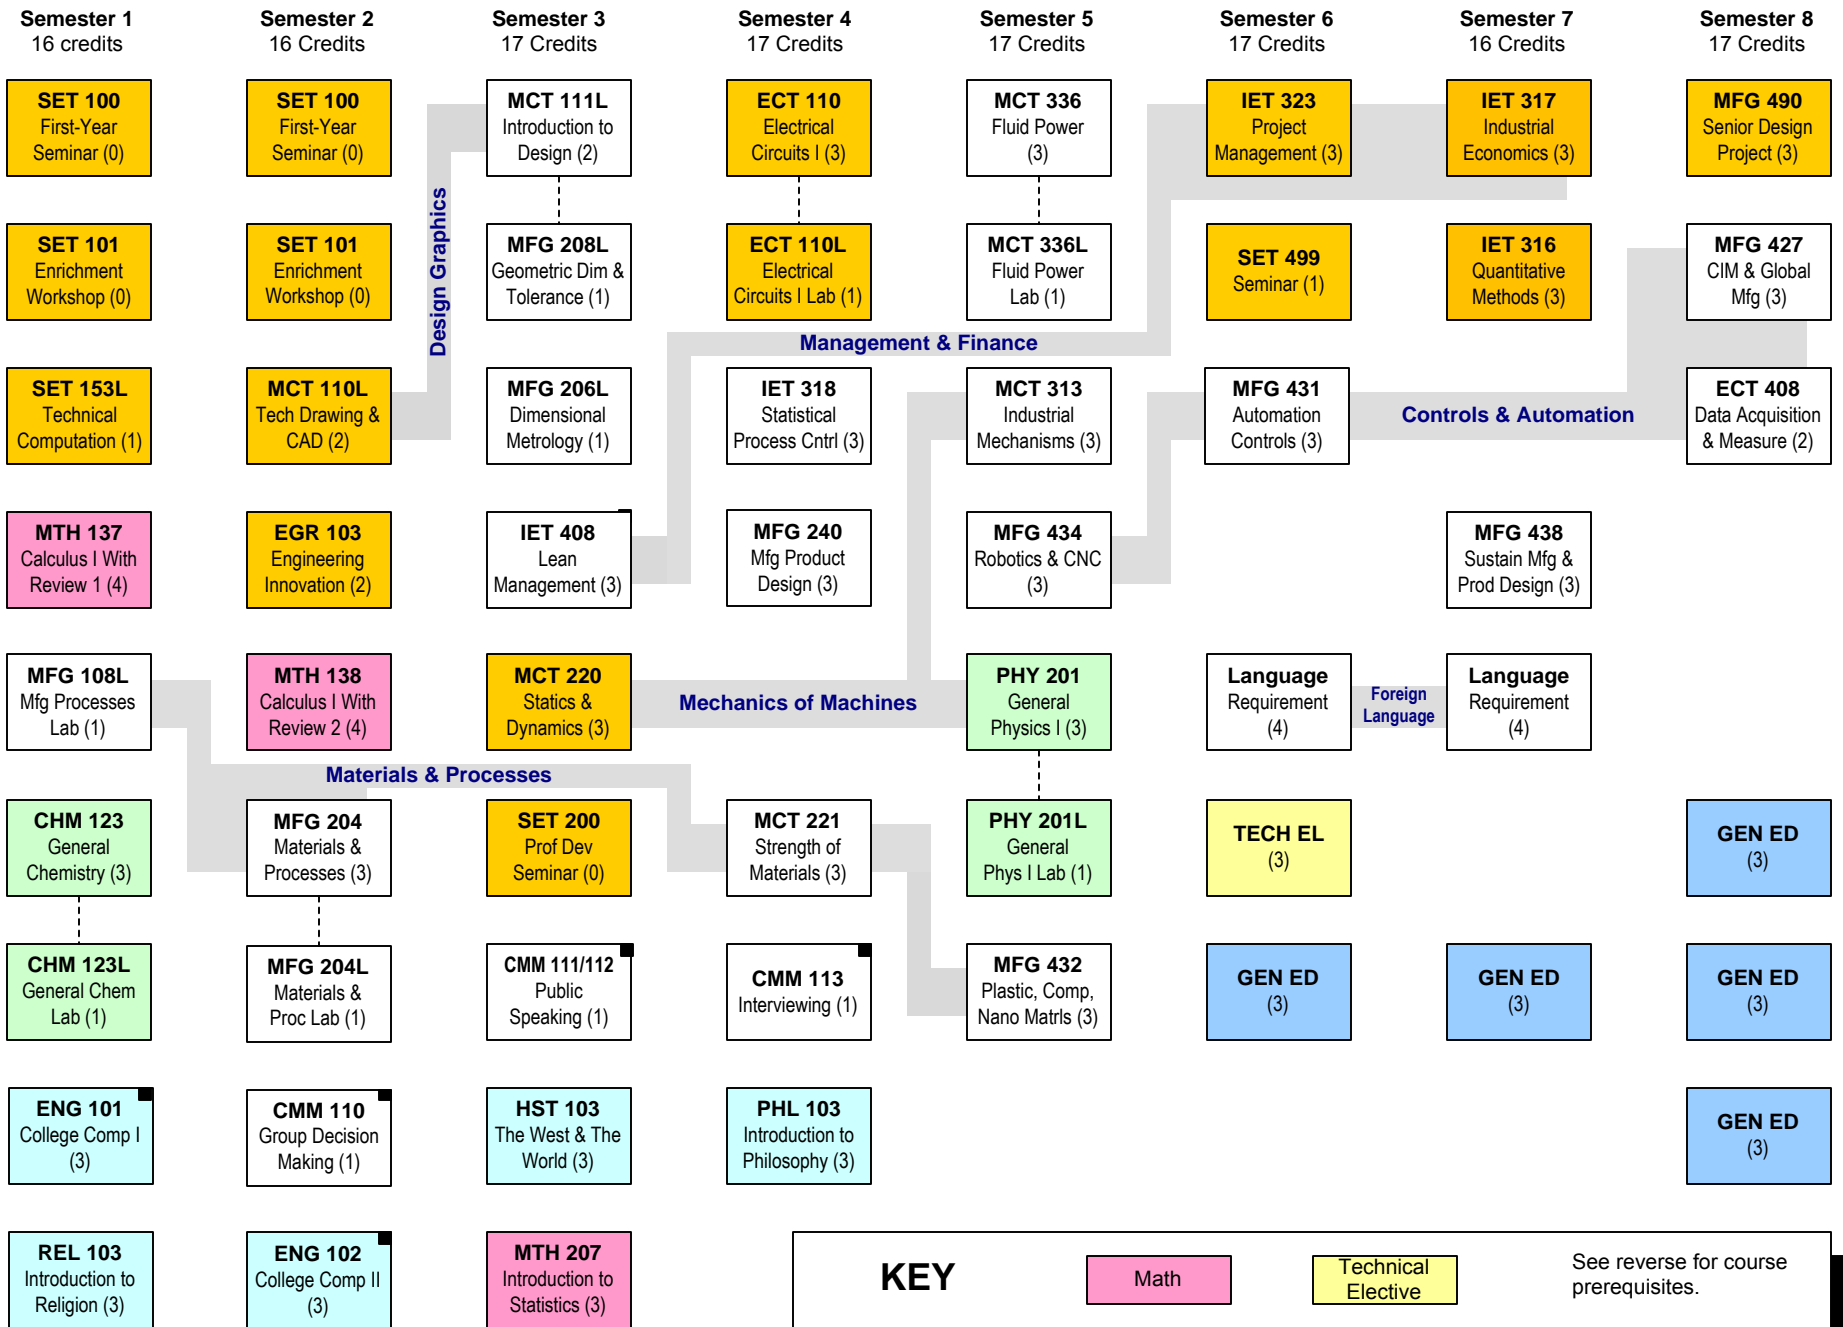 Semester 1
16 credits
Semester 2
16 Credits
Semester 3
17 Credits
Semester 4
17 Credits
Semester 5
17 Credits
Semester 6
17 Credits
Semester 7
16 Credits
Semester 8
17 Credits
SET 100
First-Year
Seminar (0)
SET 100
First-Year
Seminar (0)
MCT 111L
Introduction to
Design (2)
ECT 110
Electrical
Circuits I (3)
MCT 336
Fluid Power
(3)
IET 323
Project
Management (3)
IET 317
Industrial
Economics (3)
MFG 490
Senior Design
Project (3)
Design Graphics
SET 101
Enrichment
Workshop (0)
SET 101
Enrichment
Workshop (0)
MFG 208L
Geometric Dim &
Tolerance (1)
ECT 110L
Electrical
Circuits I Lab (1)
MCT 336L
Fluid Power
Lab (1)
SET 499
Seminar (1)
IET 316
Quantitative
Methods (3)
MFG 427
CIM & Global
Mfg (3)
Management & Finance
SET 153L
Technical
Computation (1)
MCT 110L
Tech Drawing &
CAD (2)
MFG 206L
Dimensional
Metrology (1)
IET 318
Statistical
Process Cntrl (3)
MCT 313
Industrial
Mechanisms (3)
MFG 431
Automation
Controls (3)
Controls & Automation
ECT 408
Data Acquisition
& Measure (2)
MTH 137
Calculus I With
Review 1 (4)
EGR 103
Engineering
Innovation (2)
IET 408
Lean
Management (3)
MFG 240
Mfg Product
Design (3)
MFG 434
Robotics & CNC
(3)
MFG 438
Sustain Mfg &
Prod Design (3)
MFG 108L
Mfg Processes
Lab (1)
MTH 138
Calculus I With
Review 2 (4)
MCT 220
Statics &
Dynamics (3)
Mechanics of Machines
PHY 201
General
Physics I (3)
Language
Requirement
(4)
Foreign
Language
Language
Requirement
(4)
Materials & Processes
CHM 123
General
Chemistry (3)
MFG 204
Materials &
Processes (3)
SET 200
Prof Dev
Seminar (0)
MCT 221
Strength of
Materials (3)
PHY 201L
General
Phys I Lab (1)
TECH EL
(3)
GEN ED
(3)
CHM 123L
General Chem
Lab (1)
MFG 204L
Materials &
Proc Lab (1)
CMM 111/112
Public
Speaking (1)
CMM 113
Interviewing (1)
MFG 432
Plastic, Comp,
Nano Matrls (3)
GEN ED
(3)
GEN ED
(3)
GEN ED
(3)
ENG 101
College Comp I
(3)
CMM 110
Group Decision
Making (1)
HST 103
The West & The
World (3)
PHL 103
Introduction to
Philosophy (3)
GEN ED
(3)
REL 103
Introduction to
Religion (3)
ENG 102
College Comp II
(3)
MTH 207
Introduction to
Statistics (3)
KEY
Math
Technical
Elective
See reverse for course
prerequisites.